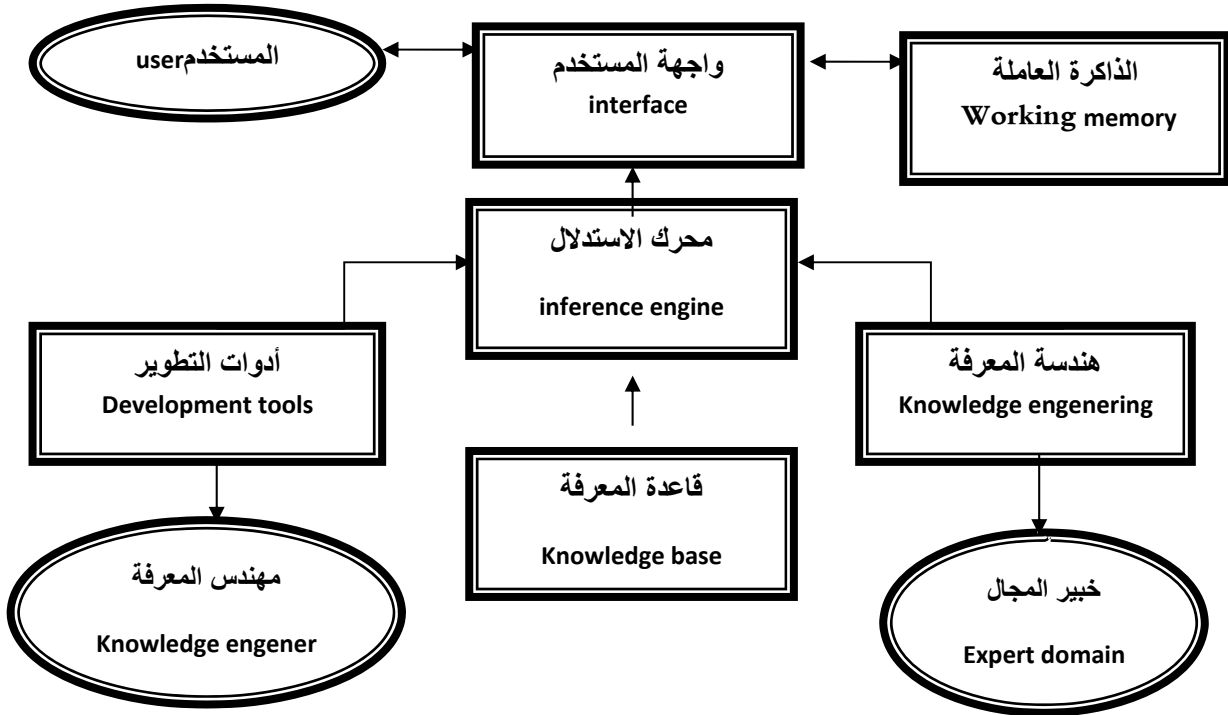 المستخدمuser
واجهة المستخدم
interface
الذاكرة العاملة
Working memory
محرك الاستدلال
inference engine
أدوات التطوير
Development tools
هندسة المعرفة
Knowledge engenering
قاعدة المعرفة
Knowledge base
مهندس المعرفة
Knowledge engener
خبير المجال
Expert domain